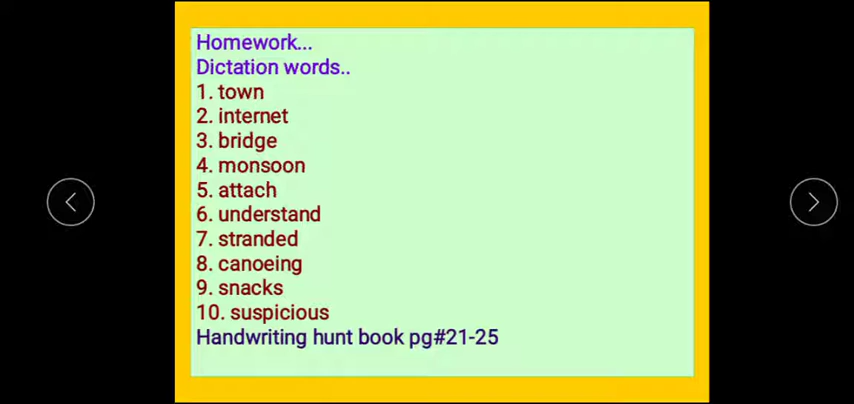 Homework...
Dictation words..
1. town
2. internet
3. bridge
4. monsoon
5. attach
6. understand
7. stranded
8. canoeing
9. snacks
10. suspicious
Handwriting hunt book pg#21-25